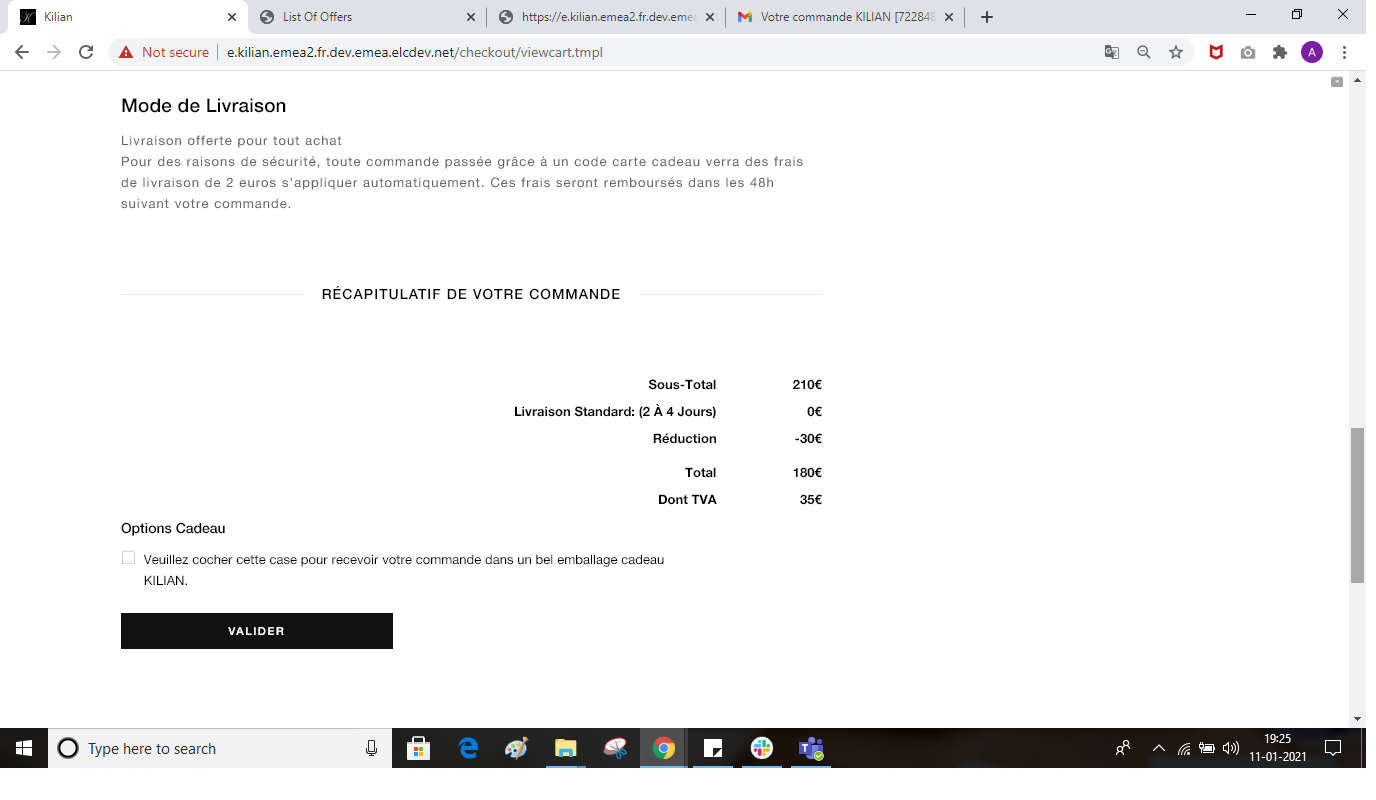 Kilian
List Of Offers
https://e.kilian.emea2.fr.dev.eme
Votre commande KILIAN [72284
Not secure
e.kilian.emea2.fr.dev.emea.elcdev.net/checkout/viewcart.tmpl
A
Mode de Livraison
Livraison offerte pour tout achat
Pour des raisons de sécurité, toute commande passée grâce à un code carte cadeau verra des frais
de livraison de 2 euros s'appliquer automatiquement. Ces frais seront remboursés dans les 48h
suivant votre commande.
RÉCAPITULATIF DE VOTRE COMMANDE
Sous-Total 210€
Livraison Standard: (2 À 4 Jours) 0€
Réduction -30€
Total 180€
Dont TVA 35€
Options Cadeau
Veuillez cocher cette case pour recevoir votre commande dans un bel emballage cadeau
KILIAN.
VALIDER
Type here to search
19:25
11-01-2021